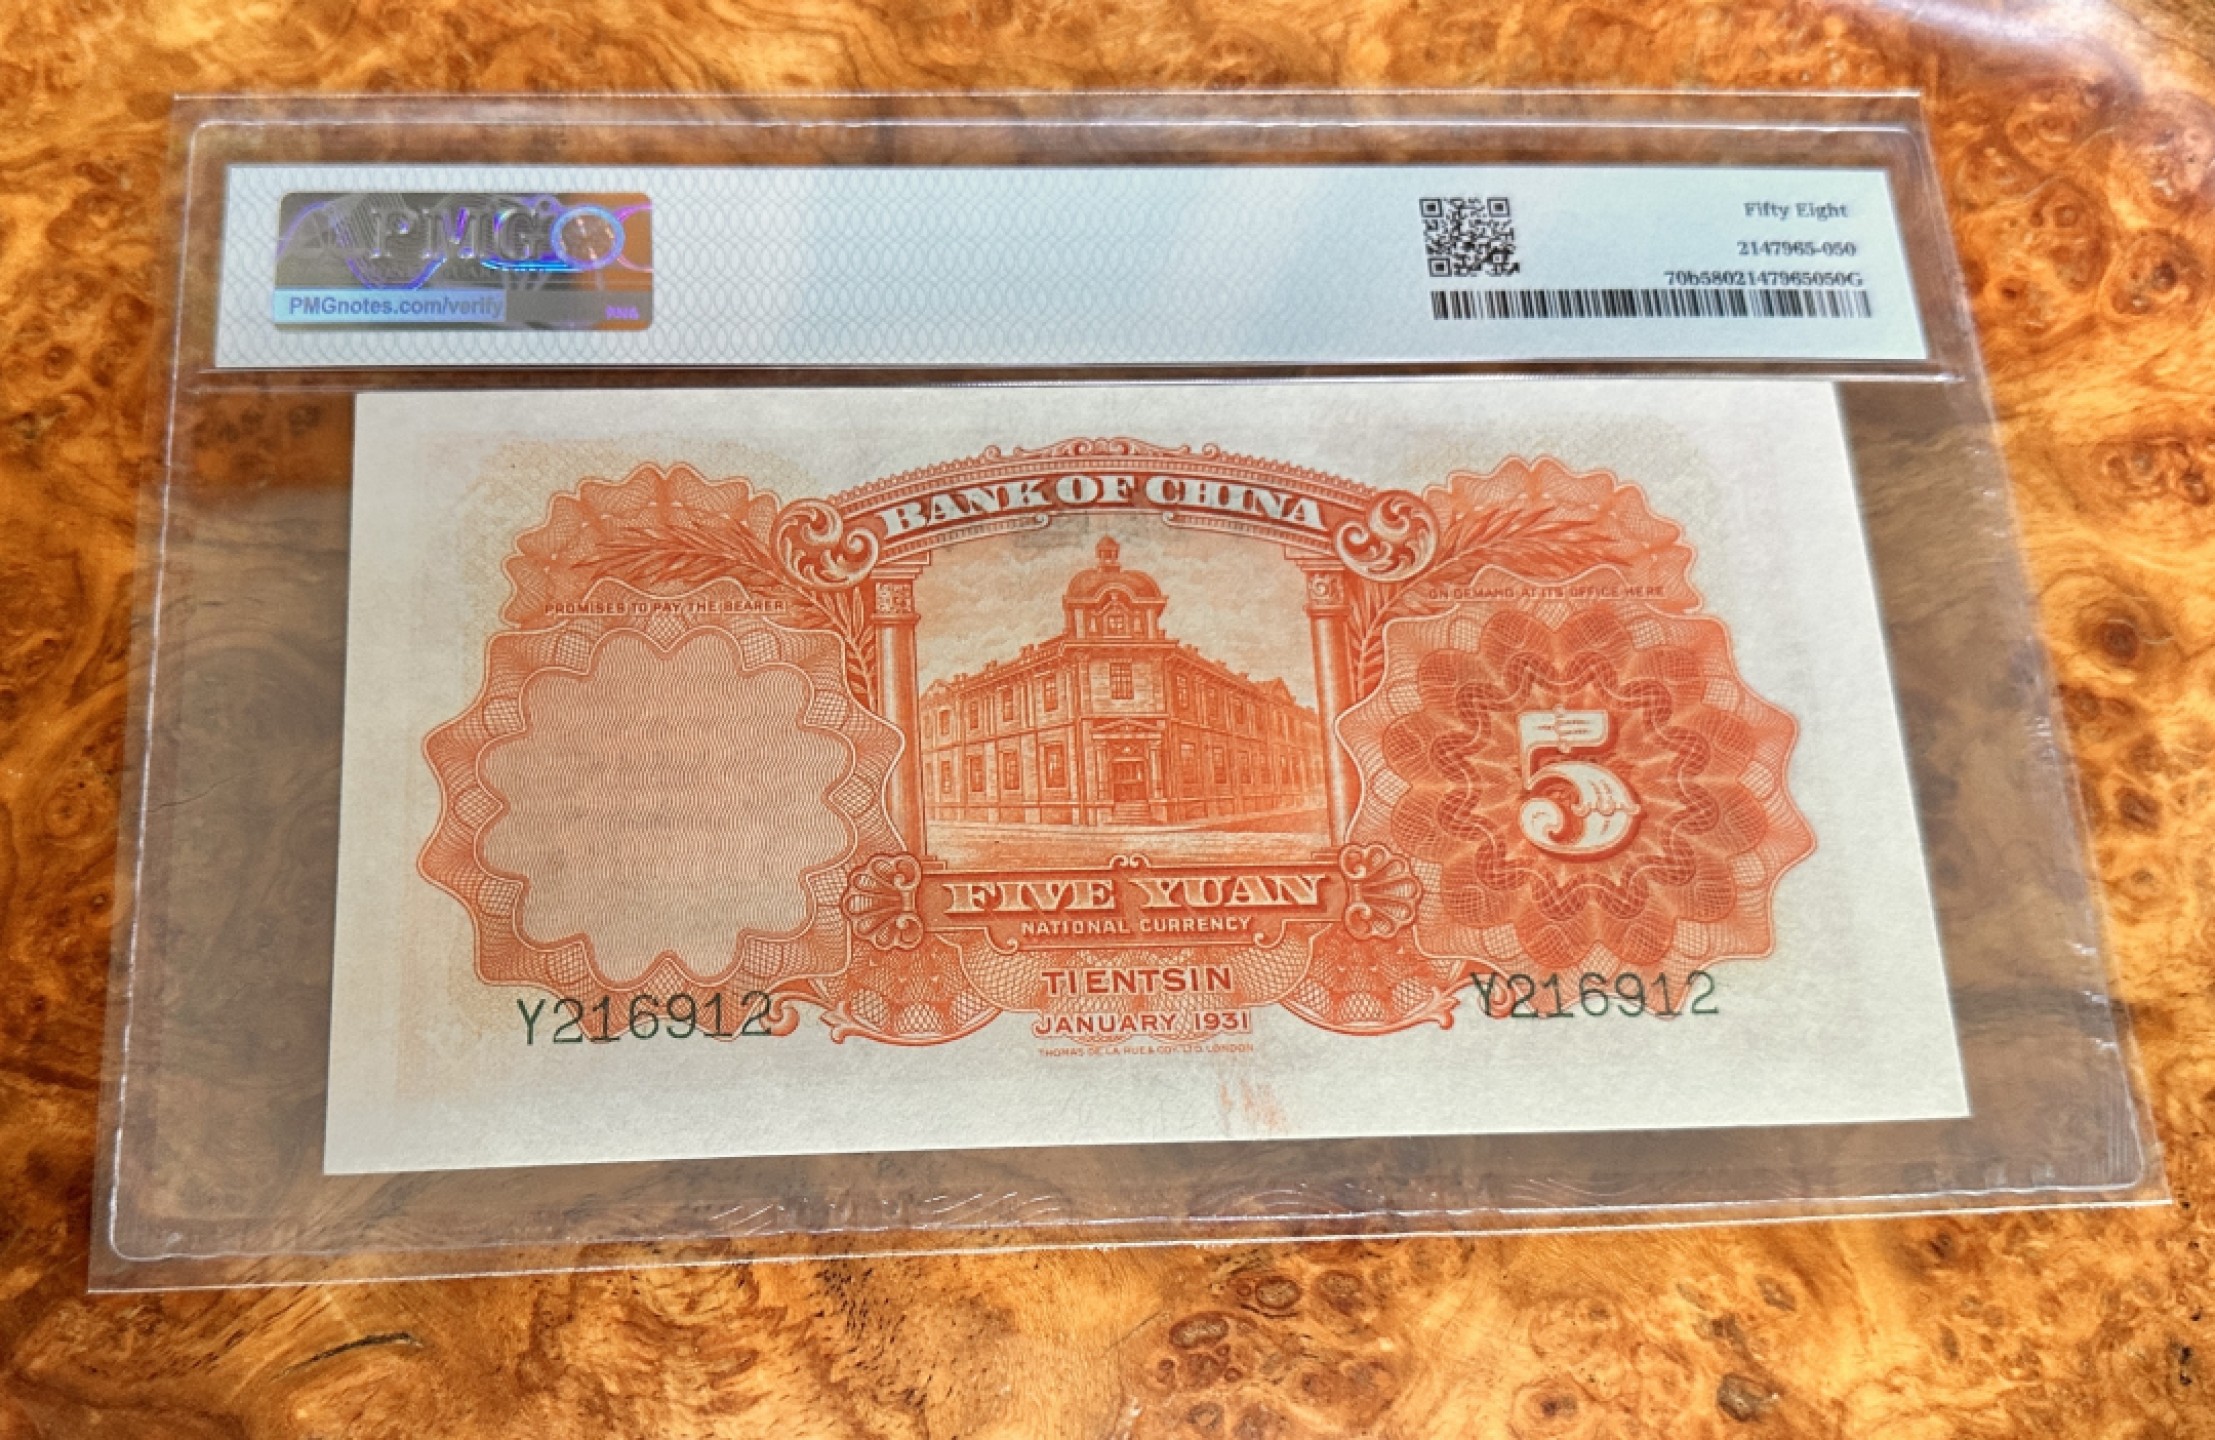 PMG
PMGnotes.com/verify
Fifty Eight
2147965-050
70b5802147965050G
BANK OF CHINA
PROMISES TO PAY THE BEARER
ON DEMAND AT ITS OFFICE HERE
5
FIVE YUAN
NATIONAL CURRENCY
TIENTSIN
JANUARY 1931
Y216912
Y216912
THOMAS DE LA RUE & COY. LTD. LONDON